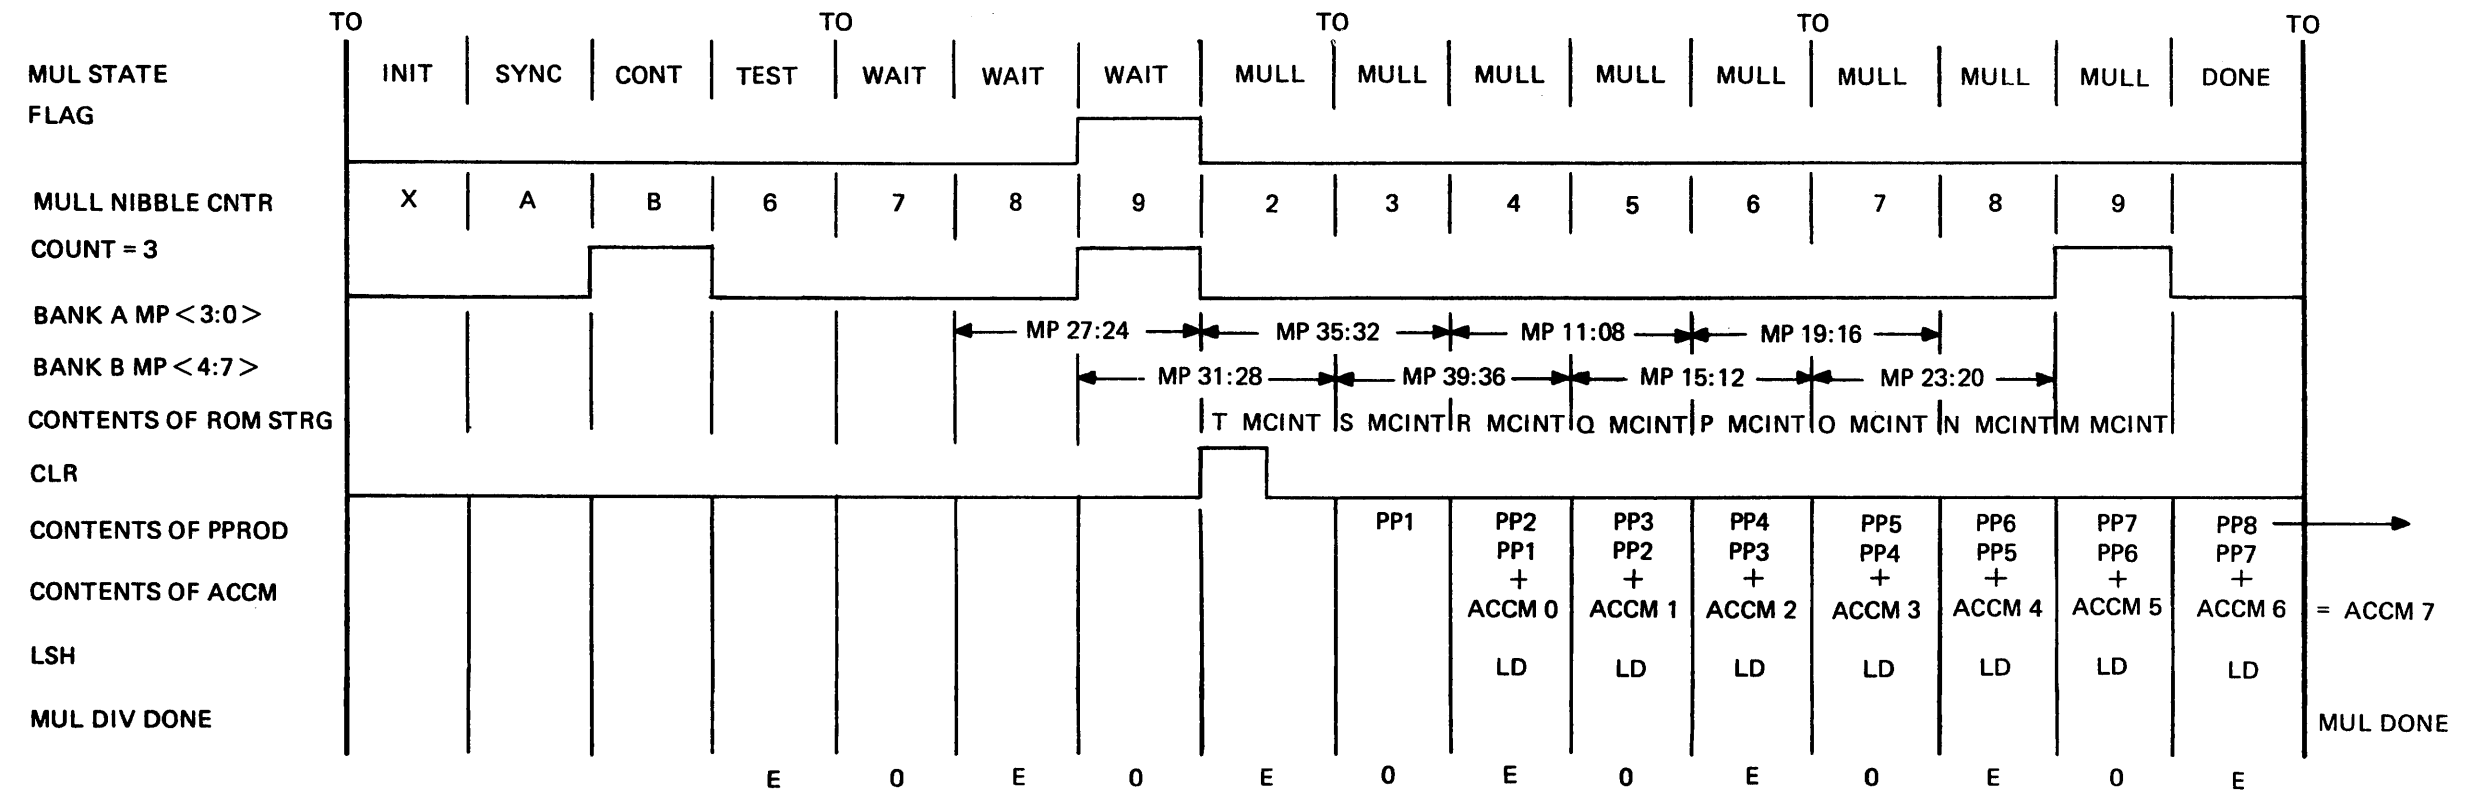 TO TO TO TO TO
MUL STATE INIT SYNC CONT TEST WAIT WAIT WAIT MULL MULL MULL MULL MULL MULL MULL MULL DONE
FLAG
MULL NIBBLE CNTR X A B 6 7 8 9 2 3 4 5 6 7 8 9
COUNT = 3
BANK A MP <3:0> MP 27:24 MP 35:32 MP 11:08 MP 19:16
BANK B MP <4:7> MP 31:28 MP 39:36 MP 15:12 MP 23:20
CONTENTS OF ROM STRG T MCINT S MCINT R MCINT Q MCINT P MCINT O MCINT N MCINT M MCINT
CLR
CONTENTS OF PPROD PP1 PP2 PP3 PP4 PP5 PP6 PP7 PP8
PP1 PP2 PP3 PP4 PP5 PP6 PP7
+ + + + + + +
CONTENTS OF ACCM ACCM 0 ACCM 1 ACCM 2 ACCM 3 ACCM 4 ACCM 5 ACCM 6 = ACCM 7
LSH LD LD LD LD LD LD LD
MUL DIV DONE MUL DONE
E 0 E 0 E 0 E 0 E 0 E 0 E